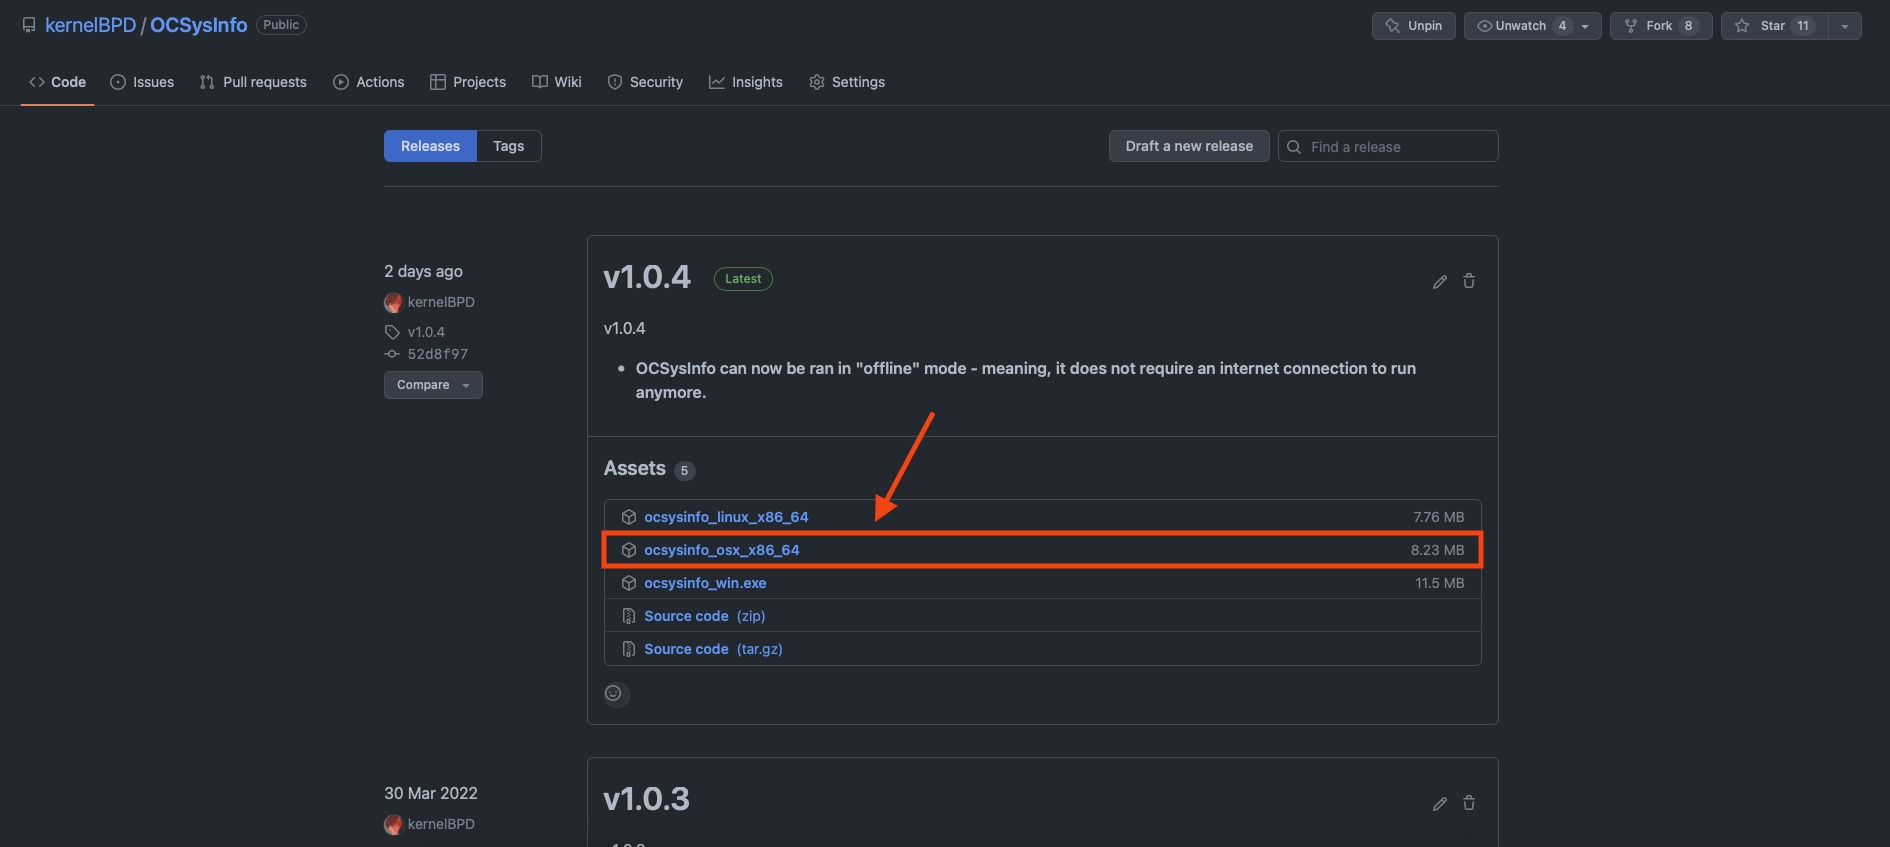 kernelBPD / OCSysInfo Public
Unpin Unwatch 4 Fork 8 Star 11
Code Issues Pull requests Actions Projects Wiki Security Insights Settings
Releases Tags
Draft a new release Find a release
2 days ago
kernelBPD
v1.0.4
52d8f97
Compare
v1.0.4 Latest
v1.0.4
• OCSysInfo can now be ran in "offline" mode - meaning, it does not require an internet connection to run
anymore.
Assets 5
ocsysinfo_linux_x86_64 7.76 MB
ocsysinfo_osx_x86_64 8.23 MB
ocsysinfo_win.exe 11.5 MB
Source code (zip)
Source code (tar.gz)
30 Mar 2022
kernelBPD
v1.0.3